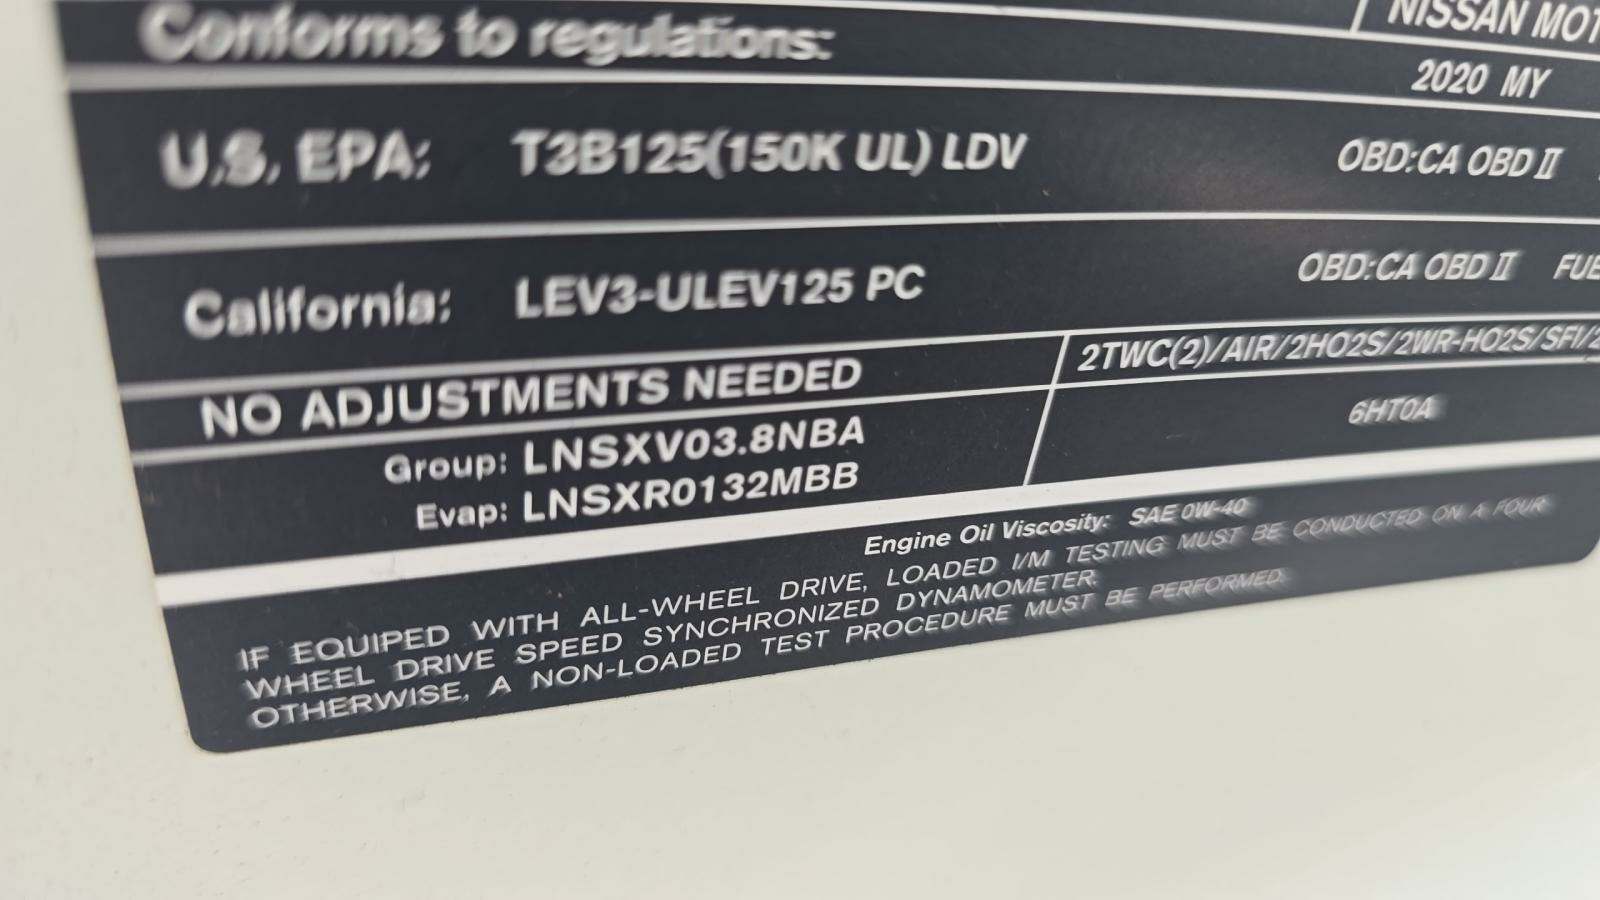 NISSAN
Conforms to regulations:
2020 MY
U.S. EPA: T3B125(150K UL) LDV OBD:CA OBD II
California: LEV3-ULEV125 PC OBD:CA OBD II
NO ADJUSTMENTS NEEDED 2TWC(2)/AIR/2HO2S/2WR-HO2S/SFI/
Group: LNSXV03.8NBA 6HT0A
Evap: LNSXR0132MBB
Engine Oil Viscosity: SAE 0W-40
IF EQUIPED WITH ALL-WHEEL DRIVE, LOADED I/M TESTING MUST BE CONDUCTED ON A FOUR
WHEEL DRIVE SPEED SYNCHRONIZED DYNAMOMETER.
OTHERWISE, A NON-LOADED TEST PROCEDURE MUST BE PERFORMED.